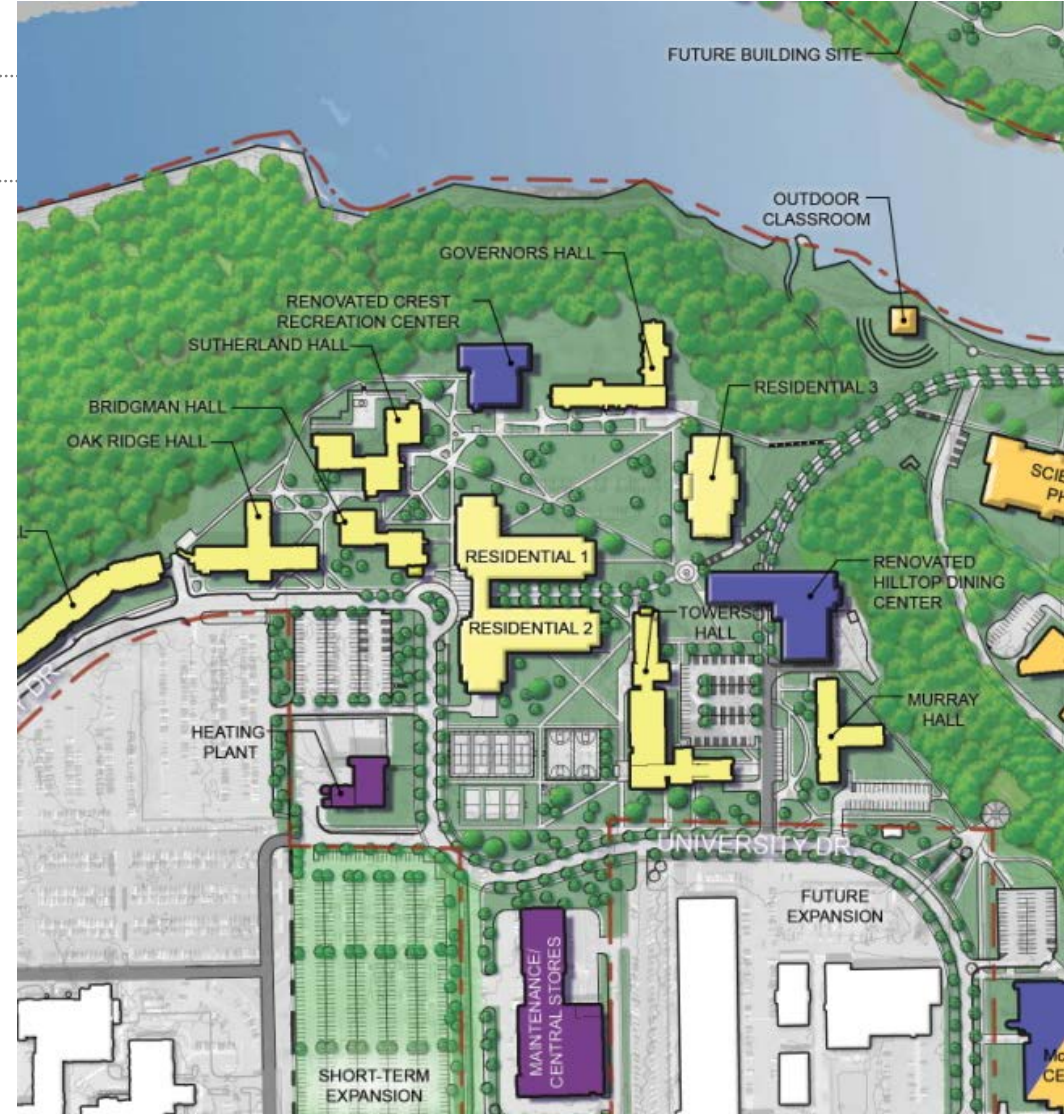 FUTURE BUILDING SITE
OUTDOOR
CLASSROOM
GOVERNORS HALL
RENOVATED CREST
RECREATION CENTER
SUTHERLAND HALL
RESIDENTIAL 3
BRIDGMAN HALL
OAK RIDGE HALL
RESIDENTIAL 1
RENOVATED
HILLTOP DINING
CENTER
TOWERS
HALL
RESIDENTIAL 2
DR
MURRAY
HALL
HEATING
PLANT
UNIVERSITY DR
FUTURE
EXPANSION
MAINTENANCE/
CENTRAL STORES
SHORT-TERM
EXPANSION